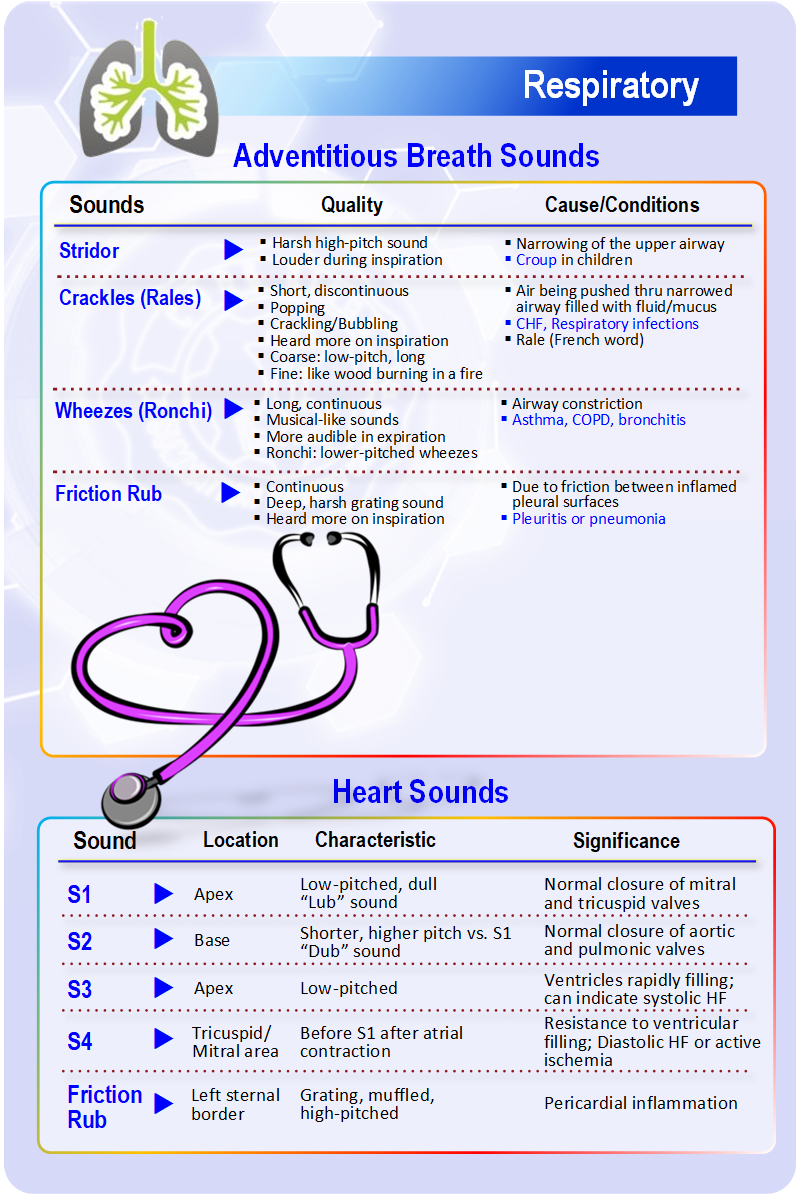 Respiratory
Adventitious Breath Sounds
Sounds Quality Cause/Conditions
Stridor
▪ Harsh high-pitch sound
▪ Louder during inspiration
▪ Narrowing of the upper airway
▪ Croup in children
Crackles (Rales)
▪ Short, discontinuous
▪ Popping
▪ Crackling/Bubbling
▪ Heard more on inspiration
▪ Coarse: low-pitch, long
▪ Fine: like wood burning in a fire
▪ Air being pushed thru narrowed
airway filled with fluid/mucus
▪ CHF, Respiratory infections
▪ Rale (French word)
Wheezes (Ronchi)
▪ Long, continuous
▪ Musical-like sounds
▪ More audible in expiration
▪ Ronchi: lower-pitched wheezes
▪ Airway constriction
▪ Asthma, COPD, bronchitis
Friction Rub
▪ Continuous
▪ Deep, harsh grating sound
▪ Heard more on inspiration
▪ Due to friction between inflamed
pleural surfaces
▪ Pleuritis or pneumonia
Heart Sounds
Sound Location Characteristic Significance
S1
Apex
Low-pitched, dull
“Lub” sound
Normal closure of mitral
and tricuspid valves
S2
Base
Shorter, higher pitch vs. S1
“Dub” sound
Normal closure of aortic
and pulmonic valves
S3
Apex
Low-pitched
Ventricles rapidly filling;
can indicate systolic HF
S4
Tricuspid/
Mitral area
Before S1 after atrial
contraction
Resistance to ventricular
filling; Diastolic HF or active
ischemia
Friction
Rub
Left sternal
border
Grating, muffled,
high-pitched
Pericardial inflammation